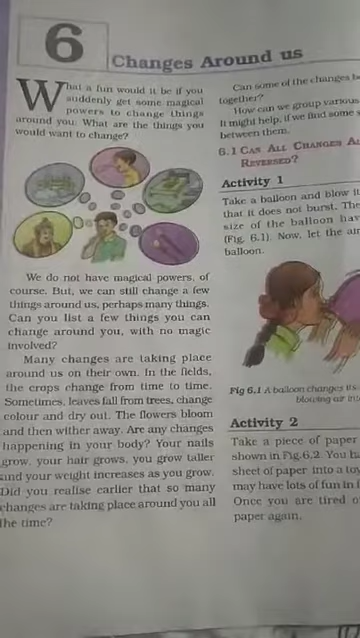 6
Changes Around us
What a fun would it be if you
suddenly get some magical
powers to change things
around you. What are the things you
would want to change?
We do not have magical powers, of
course. But, we can still change a few
things around us, perhaps many things.
Can you list a few things you can
change around you, with no magic
involved?
Many changes are taking place
around us on their own. In the fields,
the crops change from time to time.
Sometimes, leaves fall from trees, change
colour and dry out. The flowers bloom
and then wither away. Are any changes
happening in your body? Your nails
grow, your hair grows, you grow taller
and your weight increases as you grow.
Did you realise earlier that so many
changes are taking place around you all
the time?
Can some of the changes
together?
How can we group
It might help, if we find some
between them.
6.1 CAN ALL CHANGES
REVERSED?
Activity 1
Take a balloon and blow
that it does not burst. The
size of the balloon
(Fig. 6.1). Now, let the air
balloon.
Fig 6.1 A balloon changes its
blowing air
Activity 2
Take a piece of paper
shown in Fig.6.2. You
sheet of paper into a
may have lots of fun in
Once you are tired
paper again.